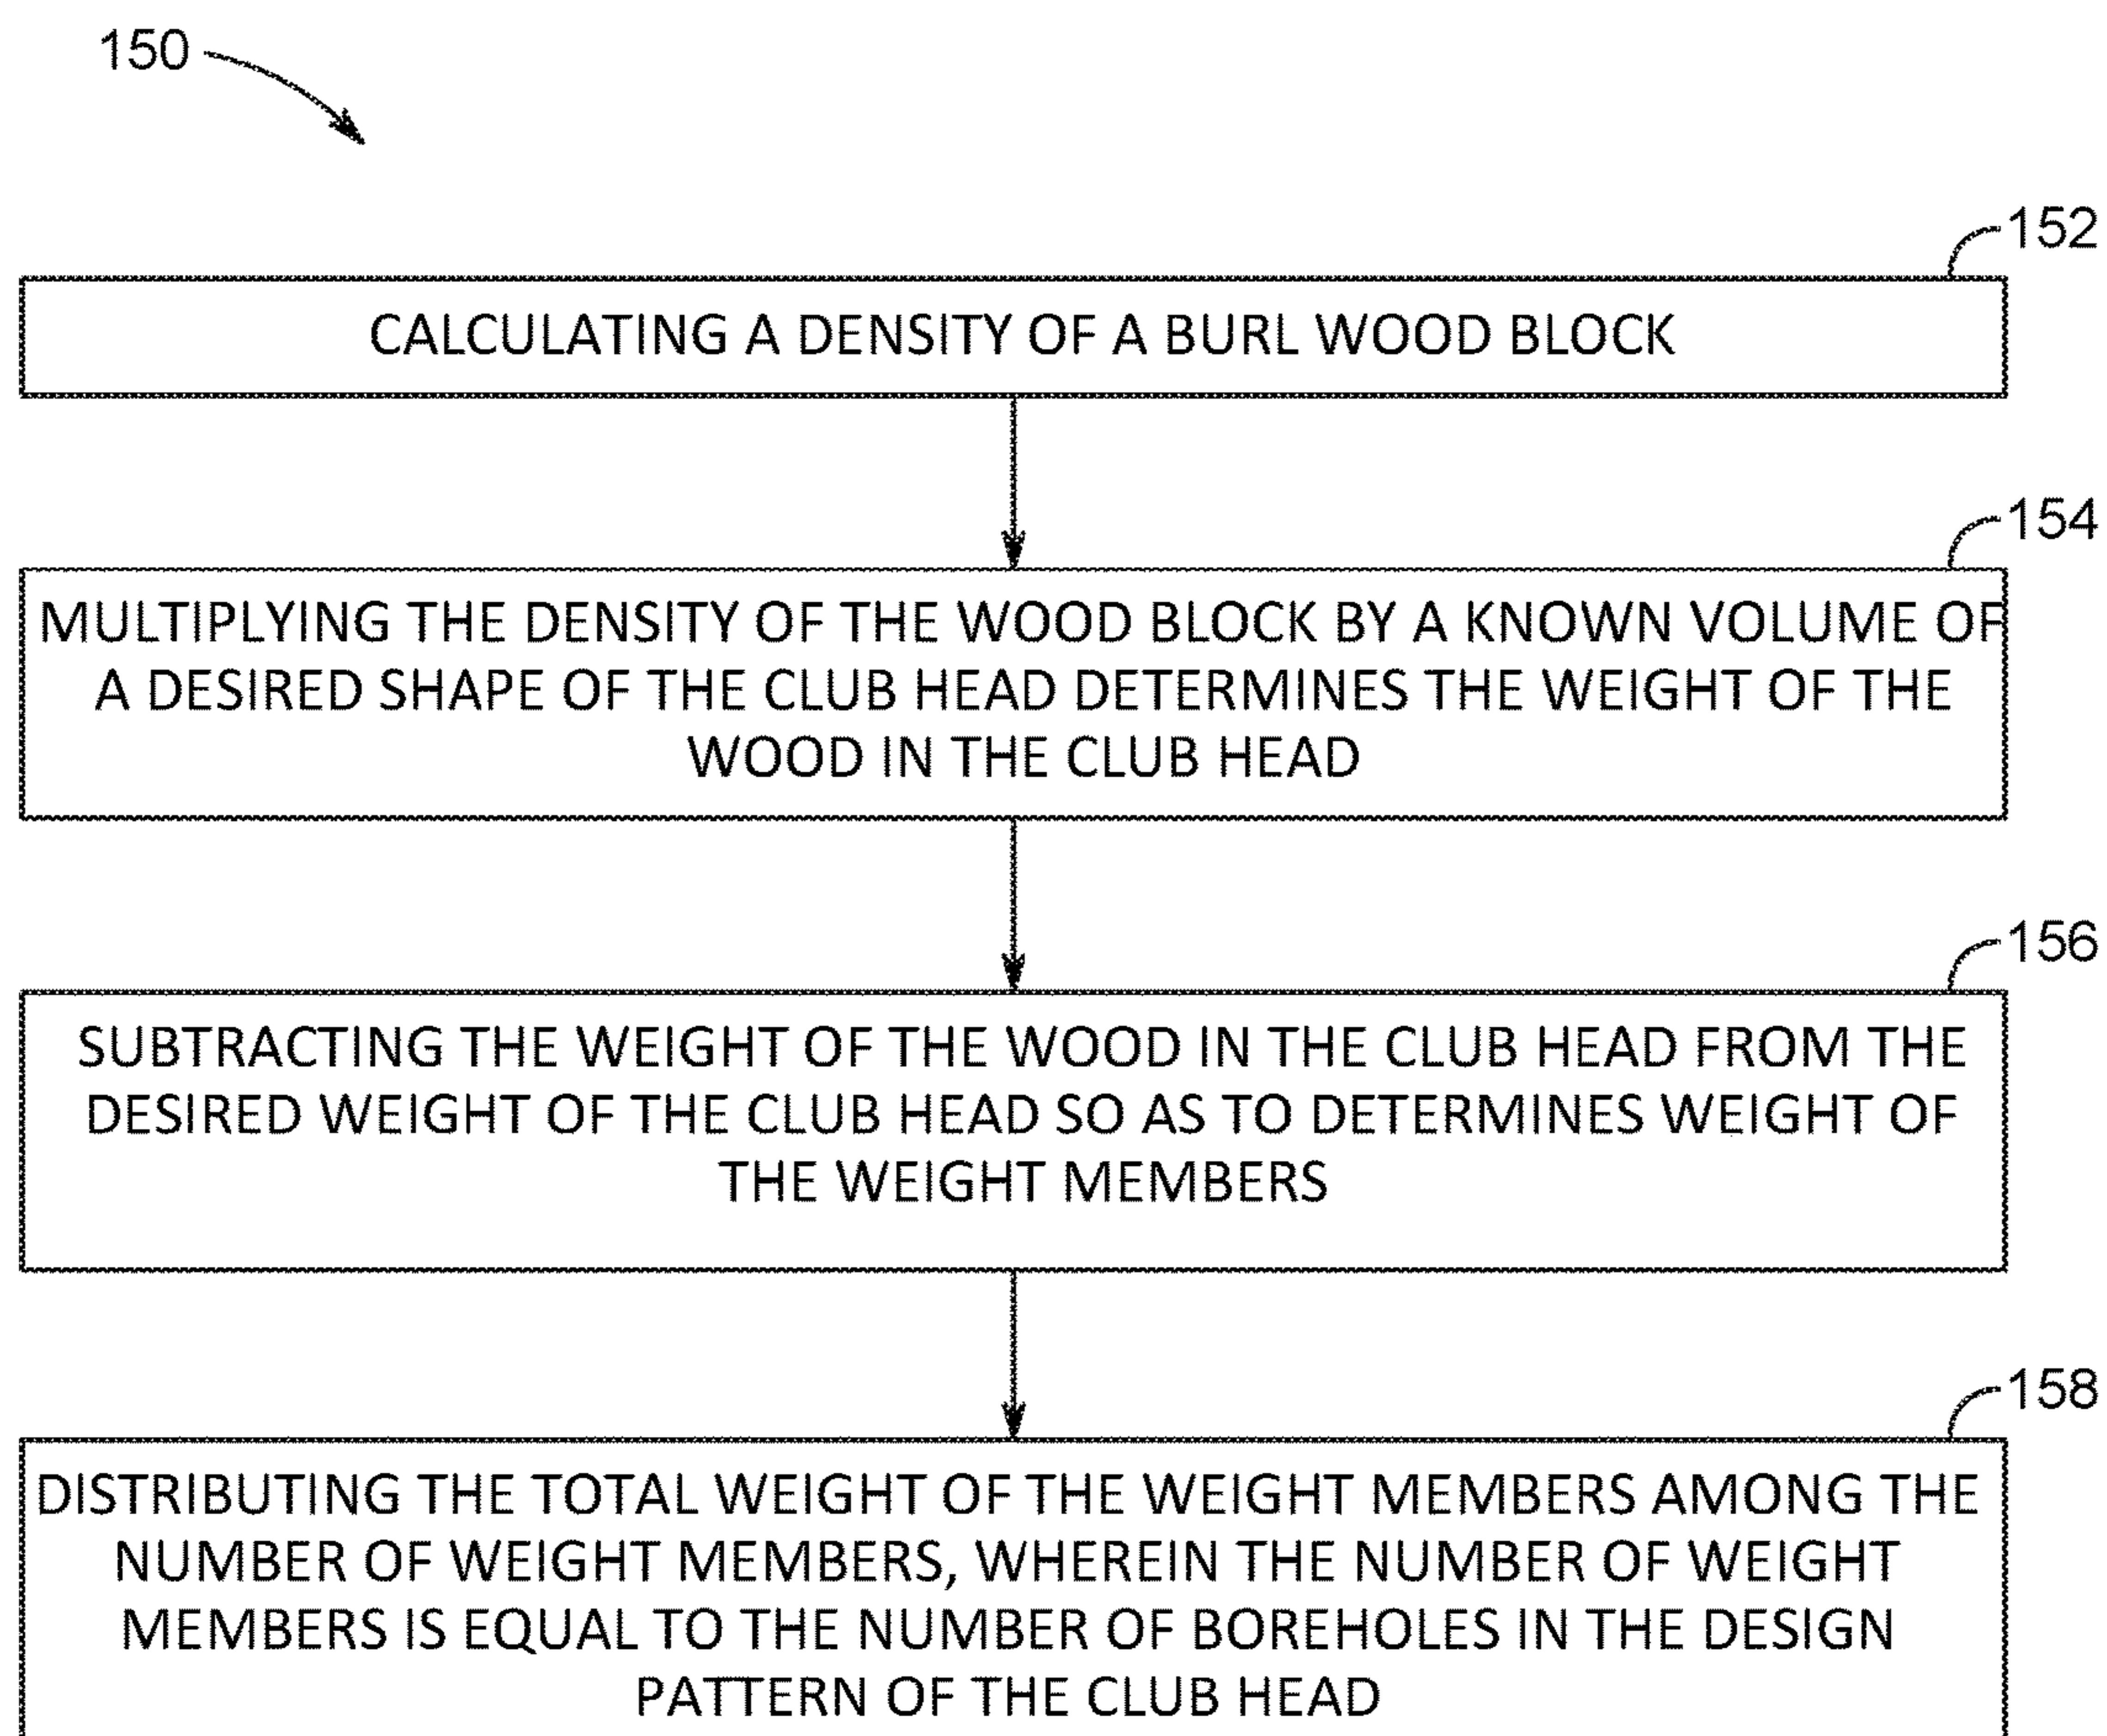 150
152
CALCULATING A DENSITY OF A BURL WOOD BLOCK
154
MULTIPLYING THE DENSITY OF THE WOOD BLOCK BY A KNOWN VOLUME OF
A DESIRED SHAPE OF THE CLUB HEAD DETERMINES THE WEIGHT OF THE
WOOD IN THE CLUB HEAD
156
SUBTRACTING THE WEIGHT OF THE WOOD IN THE CLUB HEAD FROM THE
DESIRED WEIGHT OF THE CLUB HEAD SO AS TO DETERMINES WEIGHT OF
THE WEIGHT MEMBERS
158
DISTRIBUTING THE TOTAL WEIGHT OF THE WEIGHT MEMBERS AMONG THE
NUMBER OF WEIGHT MEMBERS, WHEREIN THE NUMBER OF WEIGHT
MEMBERS IS EQUAL TO THE NUMBER OF BOREHOLES IN THE DESIGN
PATTERN OF THE CLUB HEAD